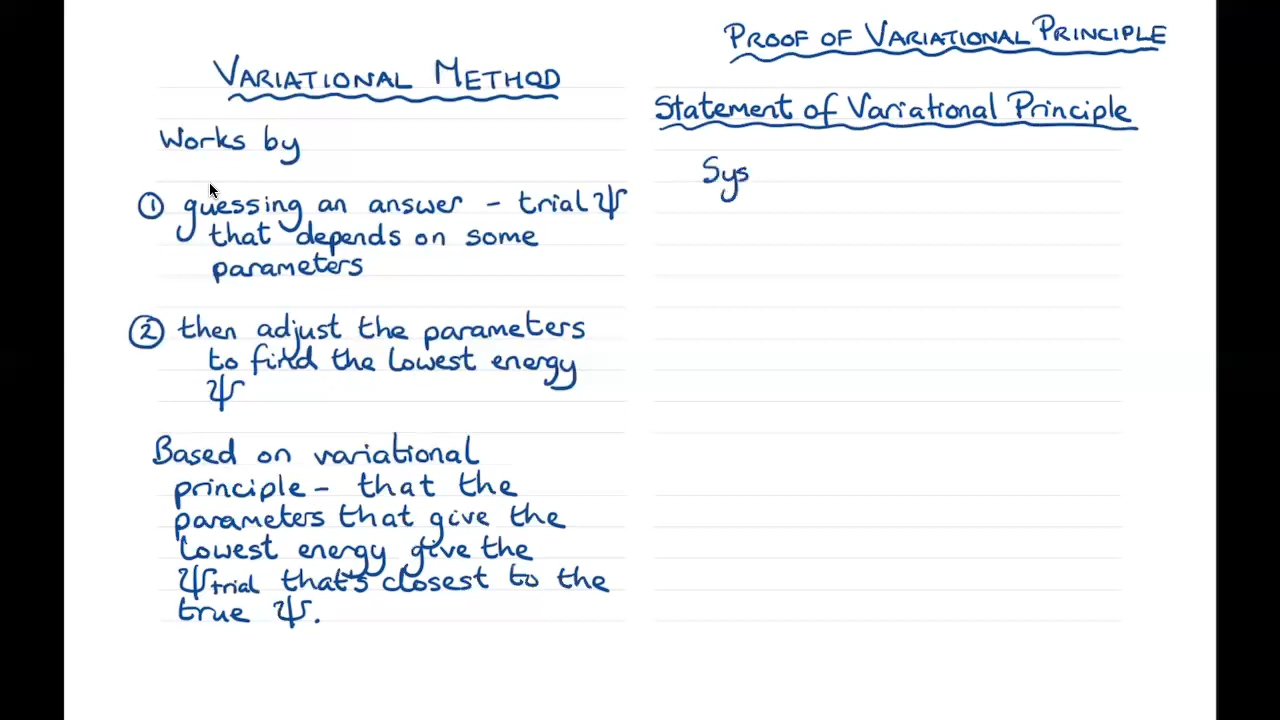 VARIATIONAL METHOD
Works by
① guessing an answer - trial Ψ
that depends on some
parameters
② then adjust the parameters
to find the lowest energy
Ψ
Based on variational
principle - that the
parameters that give the
lowest energy give the
Ψtrial that's closest to the
true Ψ.
PROOF OF VARIATIONAL PRINCIPLE
Statement of Variational Principle
Sys